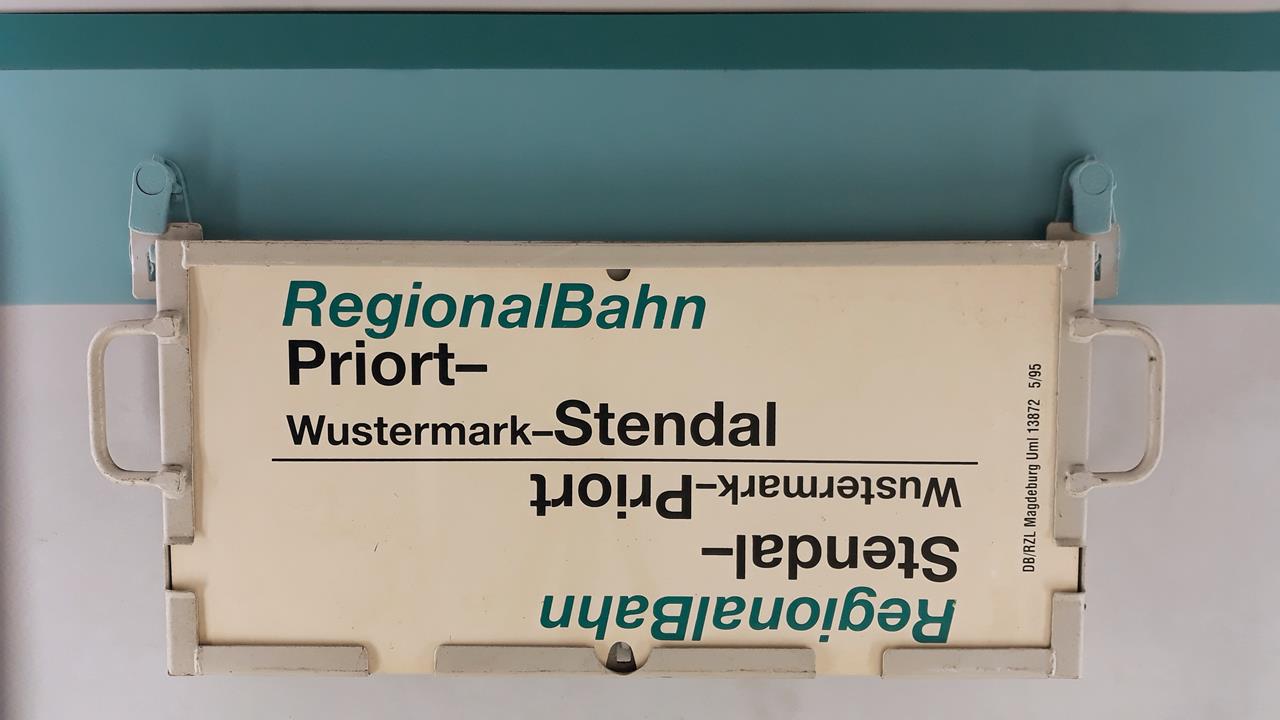 RegionalBahn
Priort–
Wustermark–Stendal
RegionalBahn
Stendal–
Wustermark–Priort
DB/RZL Magdeburg Uml 13872 5/95